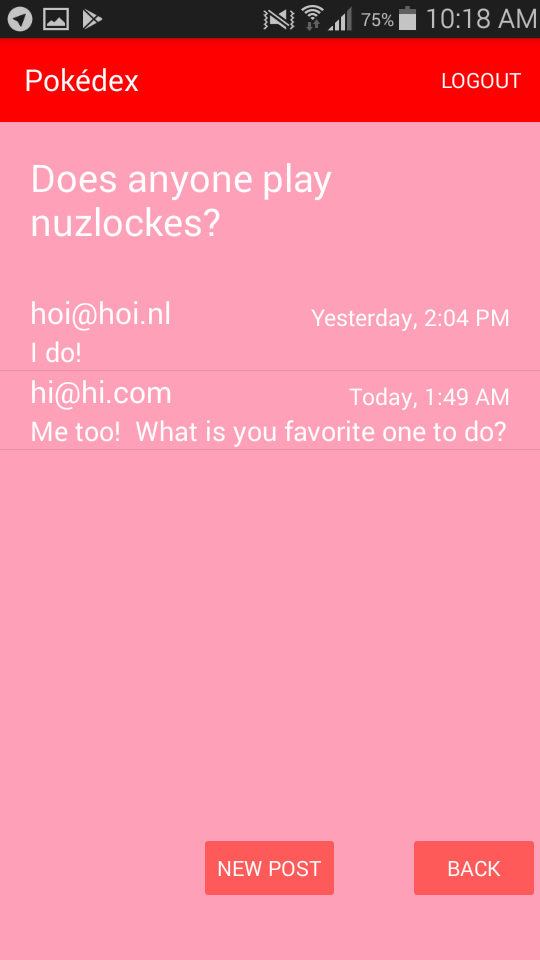 75% 10:18 AM
Pokédex LOGOUT
Does anyone play
nuzlockes?
hoi@hoi.nl Yesterday, 2:04 PM
I do!
hi@hi.com Today, 1:49 AM
Me too!  What is you favorite one to do?
NEW POST BACK